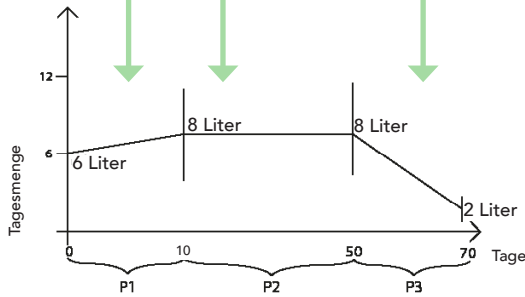 12
8 Liter
8 Liter
6
6 Liter
2 Liter
Tagesmenge
0
10
50
70
Tage
P1
P2
P3